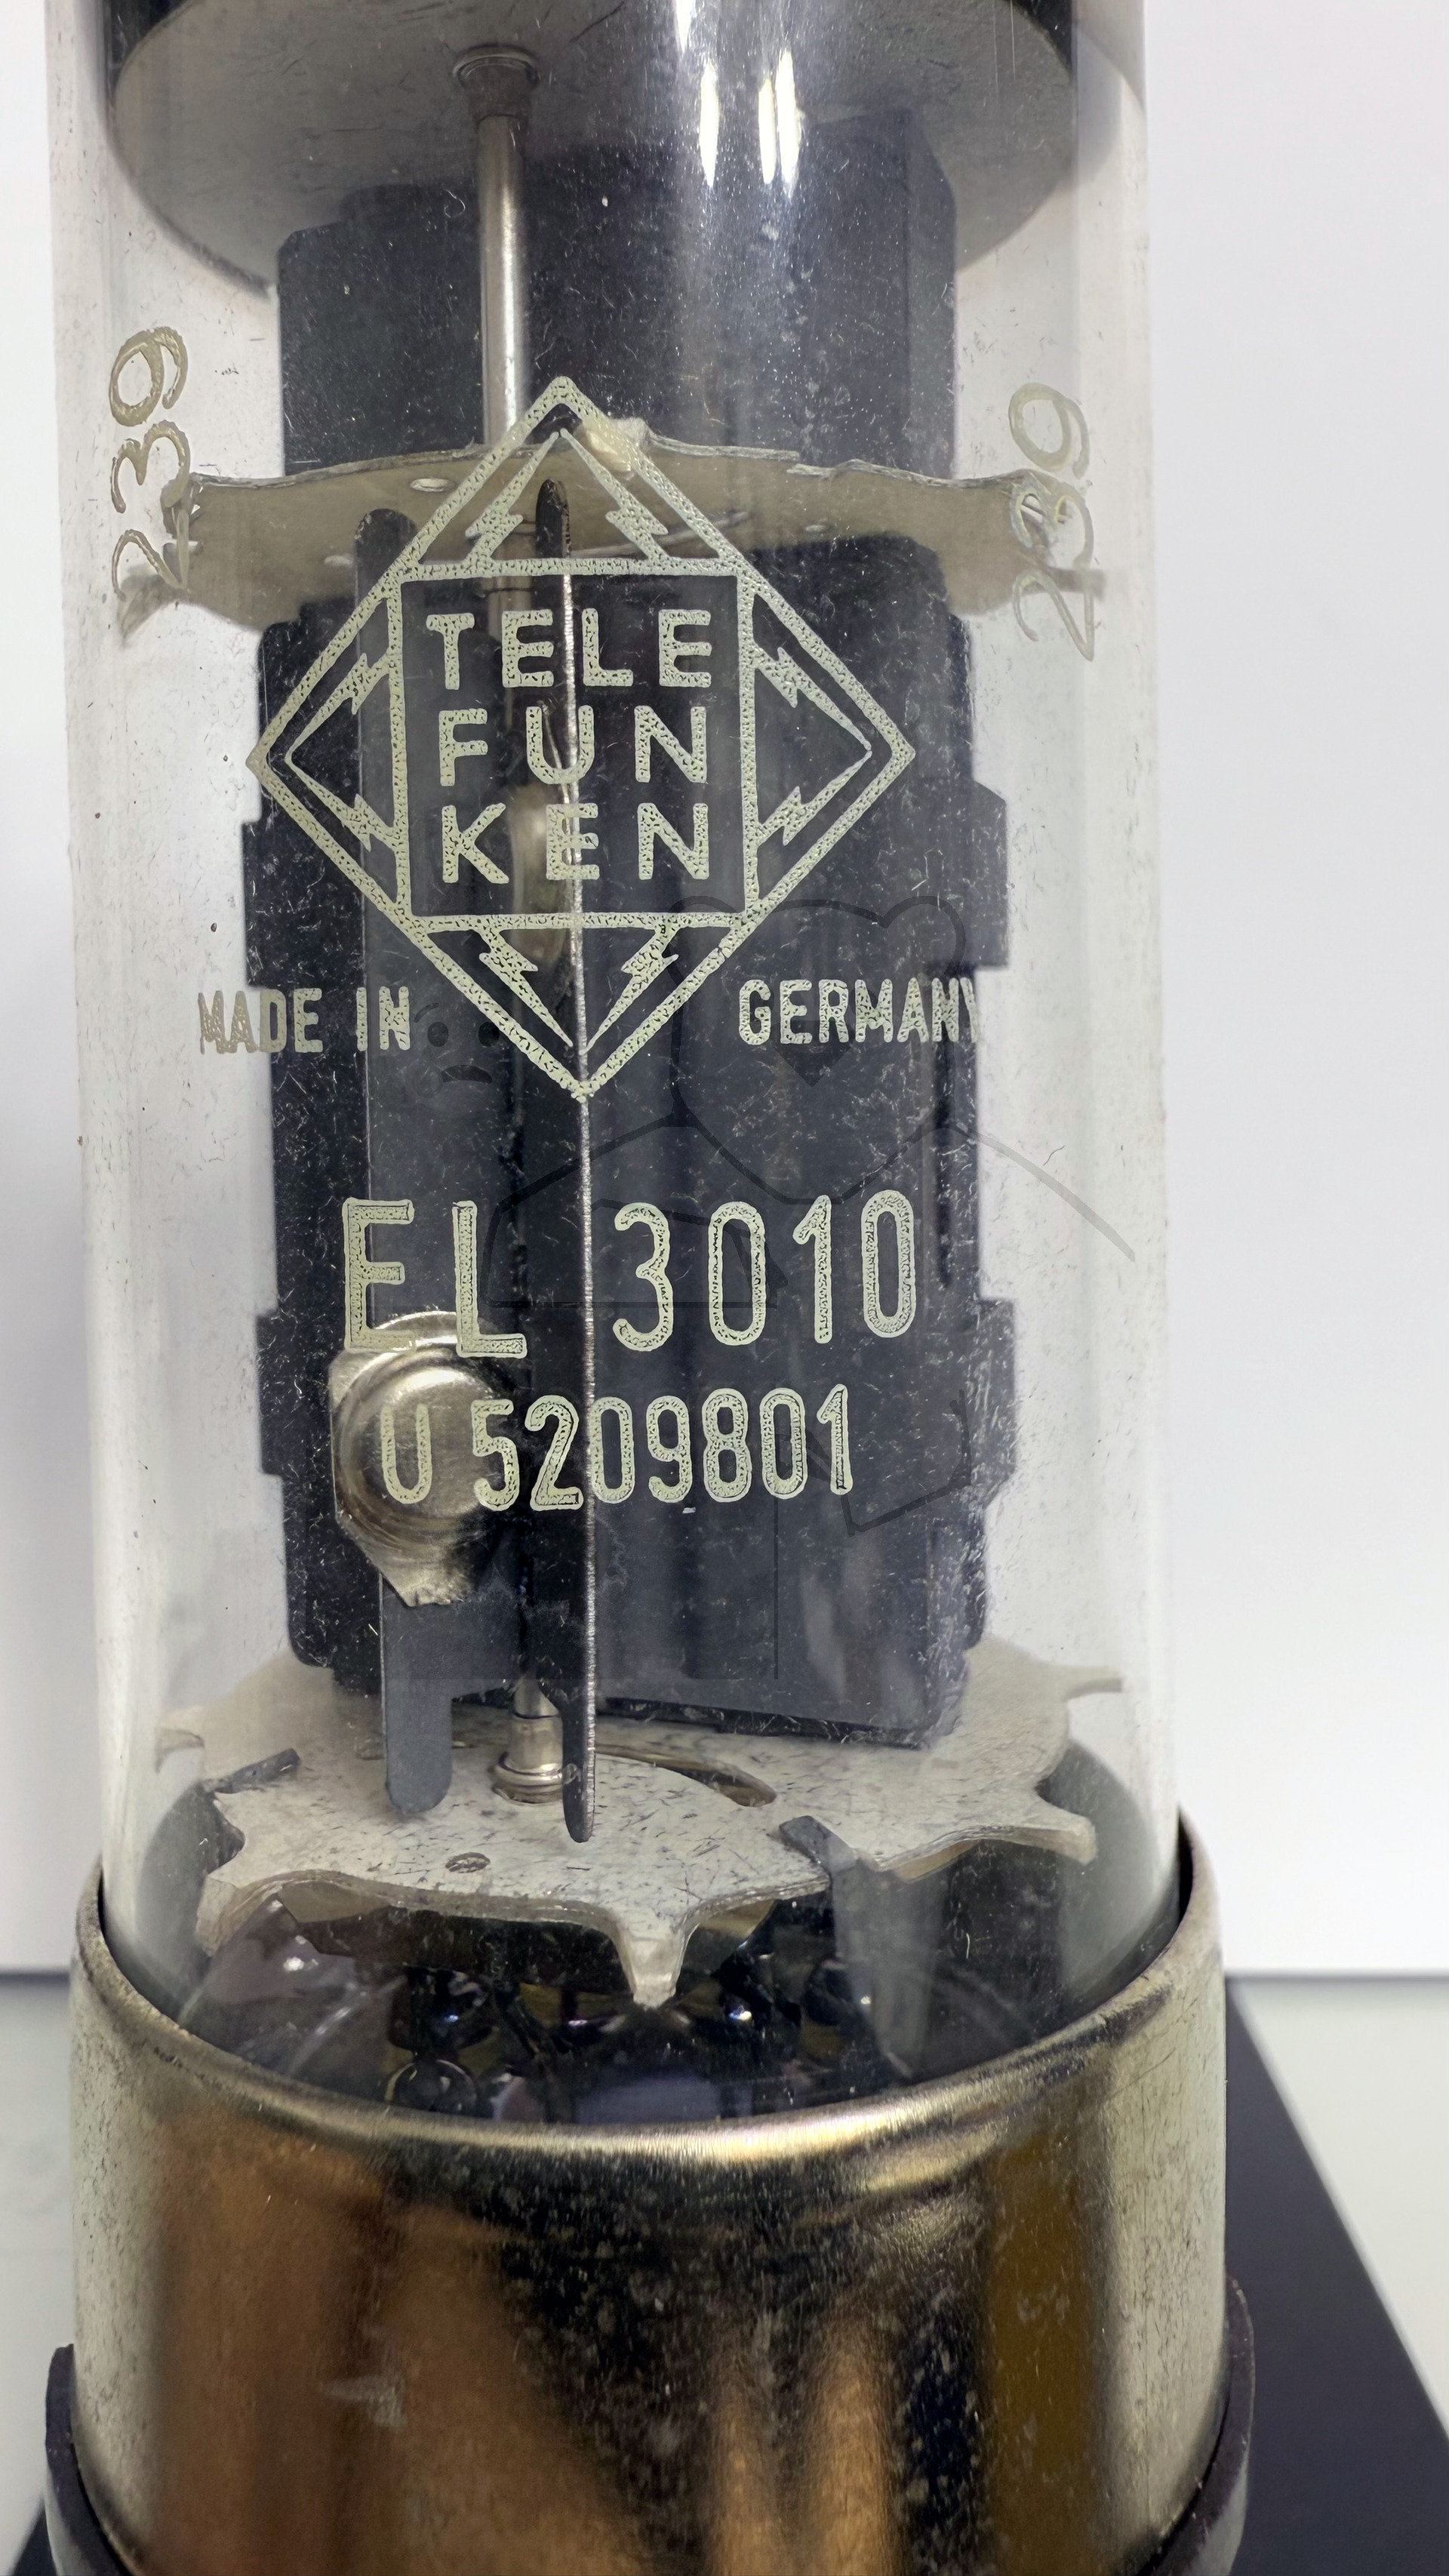 239
239
TELE
FUN
KEN
MADE IN GERMANY
EL 3010
U 5209801